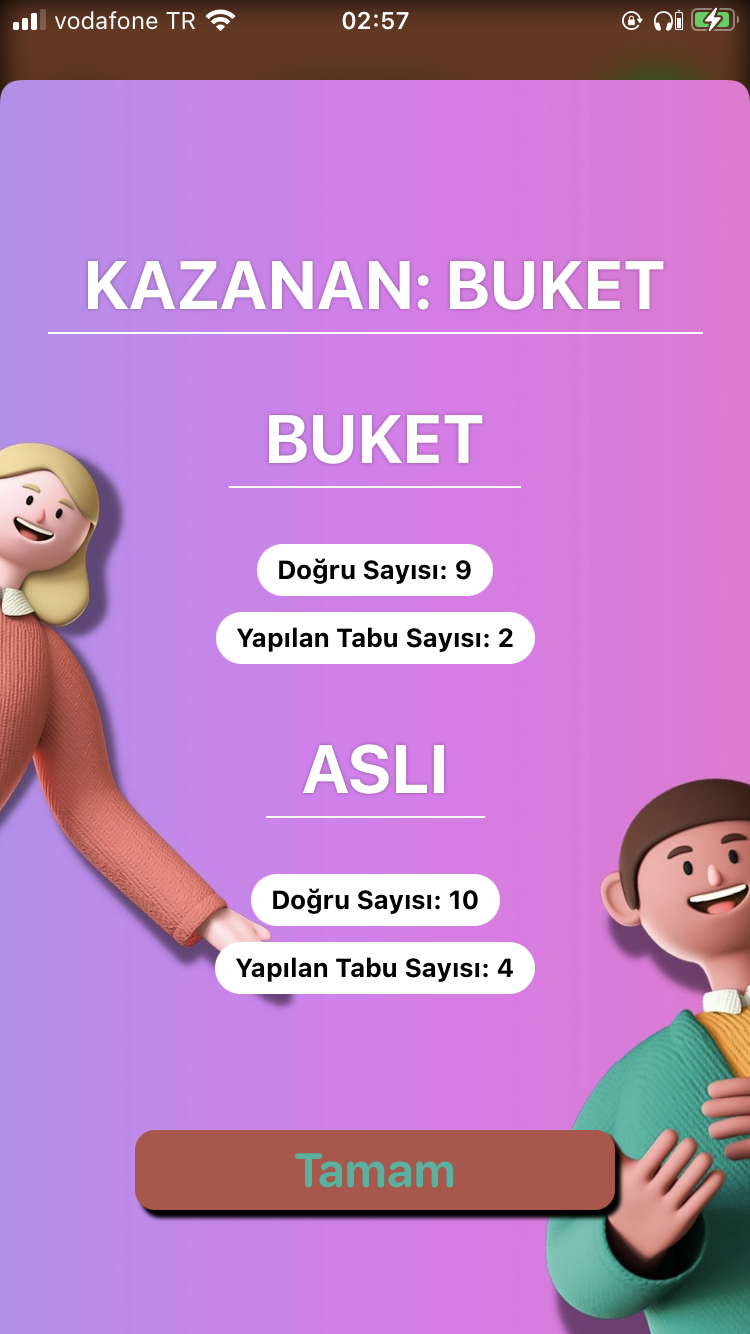 vodafone TR 02:57
KAZANAN: BUKET
BUKET
Doğru Sayısı: 9
Yapılan Tabu Sayısı: 2
ASLI
Doğru Sayısı: 10
Yapılan Tabu Sayısı: 4
Tamam